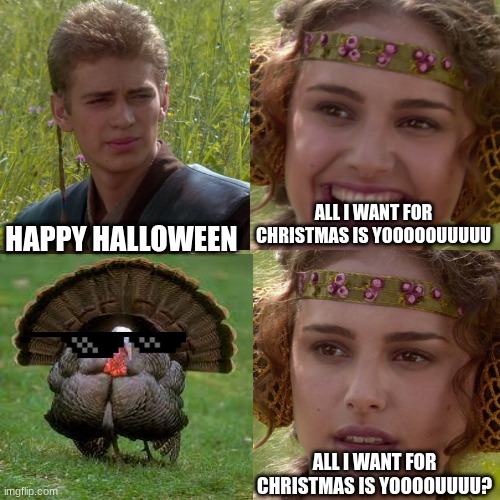 HAPPY HALLOWEEN
ALL I WANT FOR
CHRISTMAS IS YOOOOOUUUUU
ALL I WANT FOR
CHRISTMAS IS YOOOOUUUU?
imgflip.com